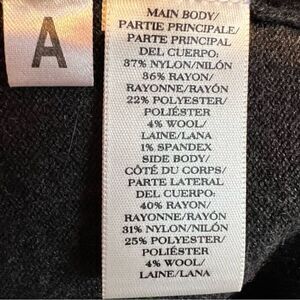 A
MAIN BODY/
PARTIE PRINCIPALE/
PARTE PRINCIPAL
DEL CUERPO:
37% NYLON/NILÓN
36% RAYON/
RAYONNE/RAYÓN
22% POLYESTER/
POLIÉSTER
4% WOOL/
LAINE/LANA
1% SPANDEX
SIDE BODY/
CÔTÉ DU CORPS/
PARTE LATERAL
DEL CUERPO:
40% RAYON/
RAYONNE/RAYÓN
31% NYLON/NILÓN
25% POLYESTER/
POLIÉSTER
4% WOOL/
LAINE/LANA